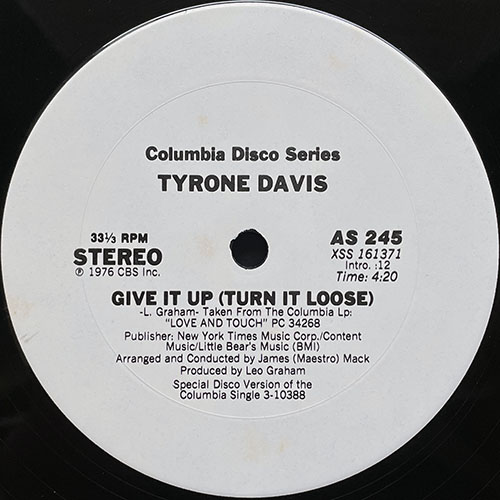 Columbia Disco Series
TYRONE DAVIS
33⅓ RPM
STEREO
℗ 1976 CBS Inc.
AS 245
XSS 161371
Intro. :12
Time: 4:20
GIVE IT UP (TURN IT LOOSE)
-L. Graham- Taken From The Columbia Lp:
"LOVE AND TOUCH" PC 34268
Publisher: New York Times Music Corp./Content
Music/Little Bear's Music (BMI)
Arranged and Conducted by James (Maestro) Mack
Produced by Leo Graham
Special Disco Version of the
Columbia Single 3-10388